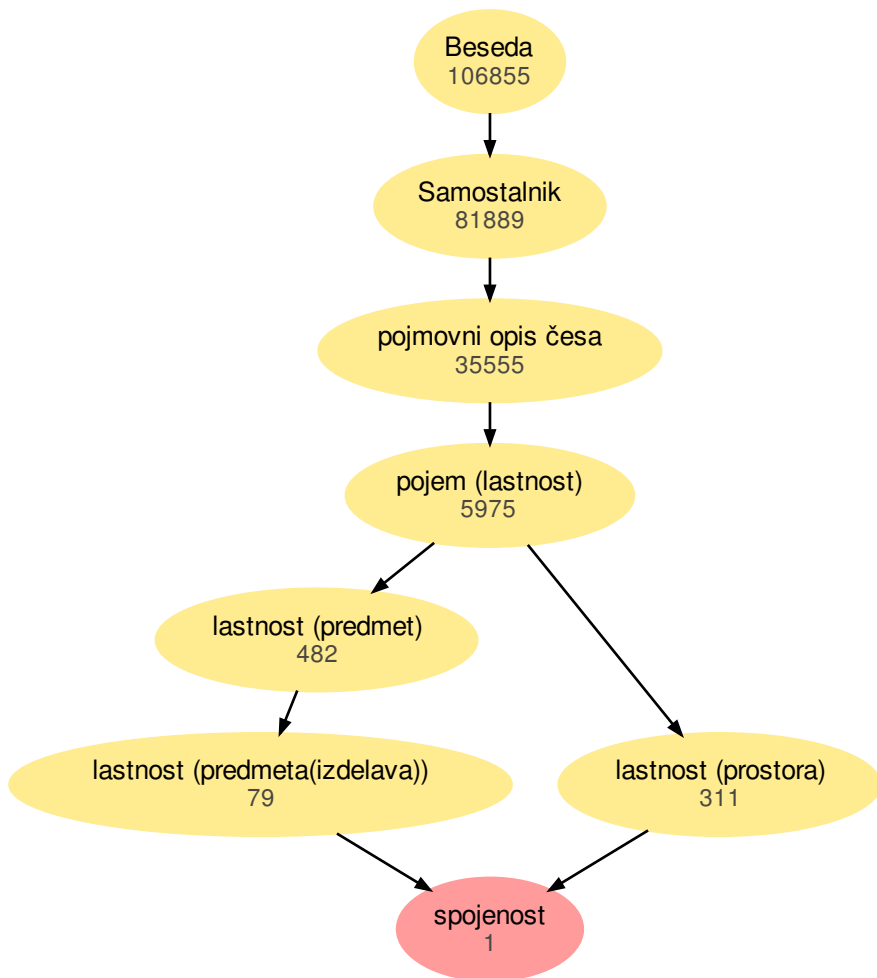 Beseda
106855
Samostalnik
81889
pojmovni opis česa
35555
pojem (lastnost)
5975
lastnost (predmet)
482
lastnost (predmeta(izdelava))
79
lastnost (prostora)
311
spojenost
1